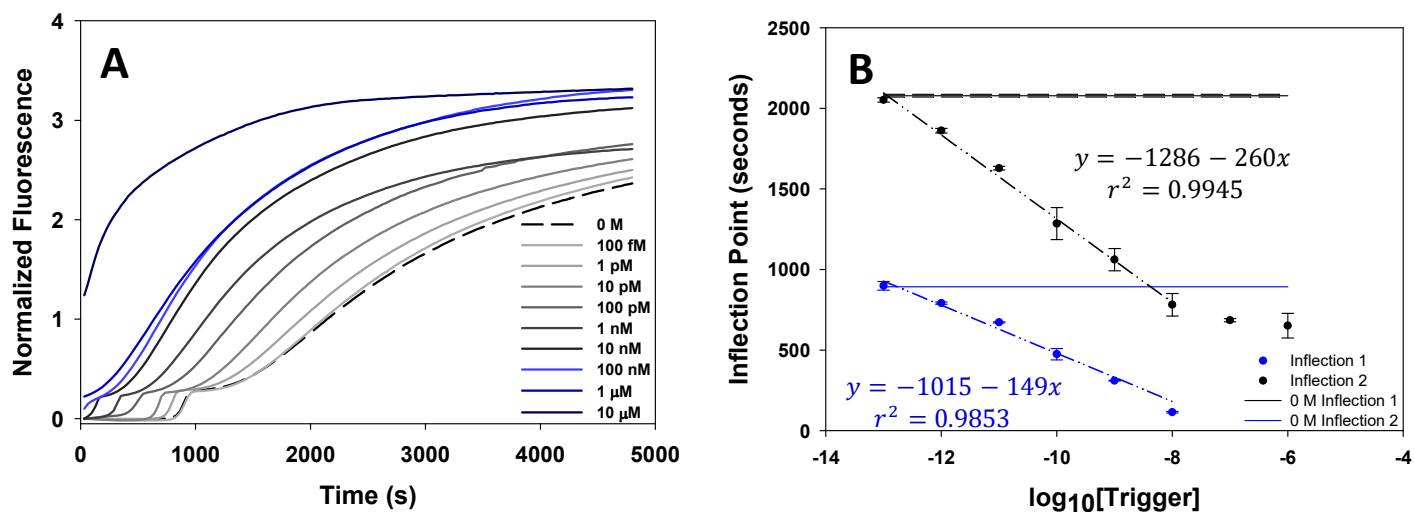 A
Normalized Fluorescence
4
3
2
1
0
0 M
100 fM
1 pM
10 pM
100 pM
1 nM
10 nM
100 nM
1 μM
10 μM
0 1000 2000 3000 4000 5000
Time (s)
B
Inflection Point (seconds)
2500
2000
1500
1000
500
0
y = −1286 − 260x
r² = 0.9945
y = −1015 − 149x
r² = 0.9853
Inflection 1
Inflection 2
0 M Inflection 1
0 M Inflection 2
-14 -12 -10 -8 -6 -4
log₁₀[Trigger]